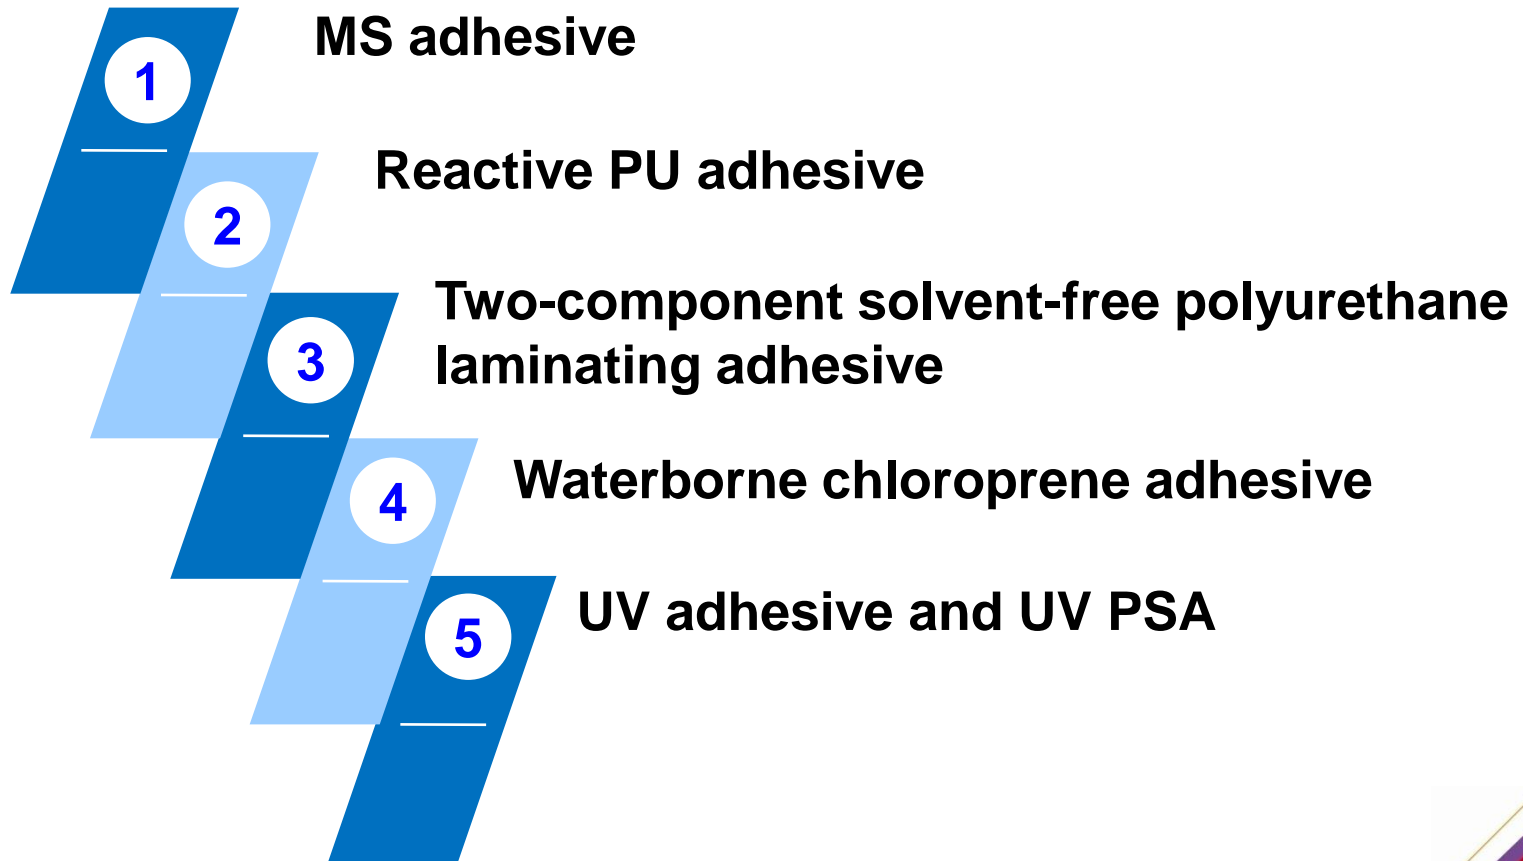 1
MS adhesive
2
Reactive PU adhesive
3
Two-component solvent-free polyurethane
laminating adhesive
4
Waterborne chloroprene adhesive
5
UV adhesive and UV PSA